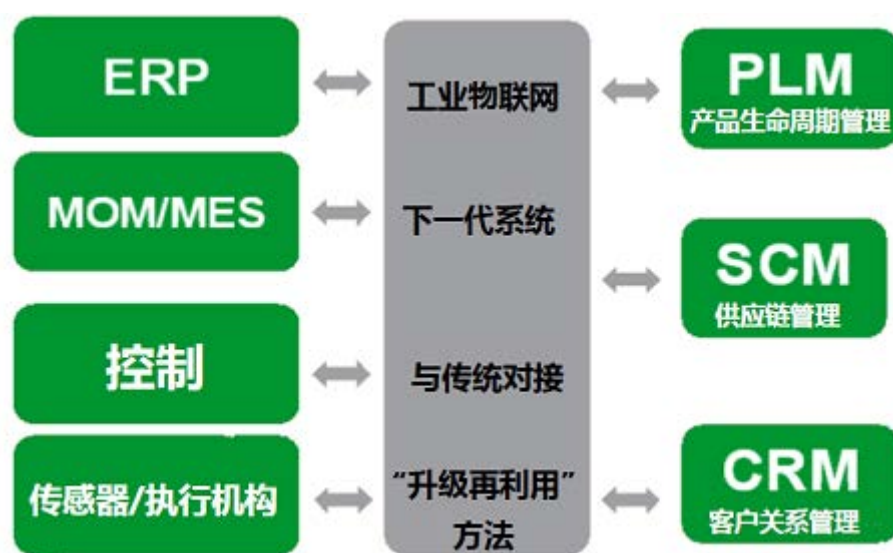 ERP
MOM/MES
控制
传感器/执行机构
工业物联网
下一代系统
与传统对接
“升级再利用”
方法
PLM
产品生命周期管理
SCM
供应链管理
CRM
客户关系管理